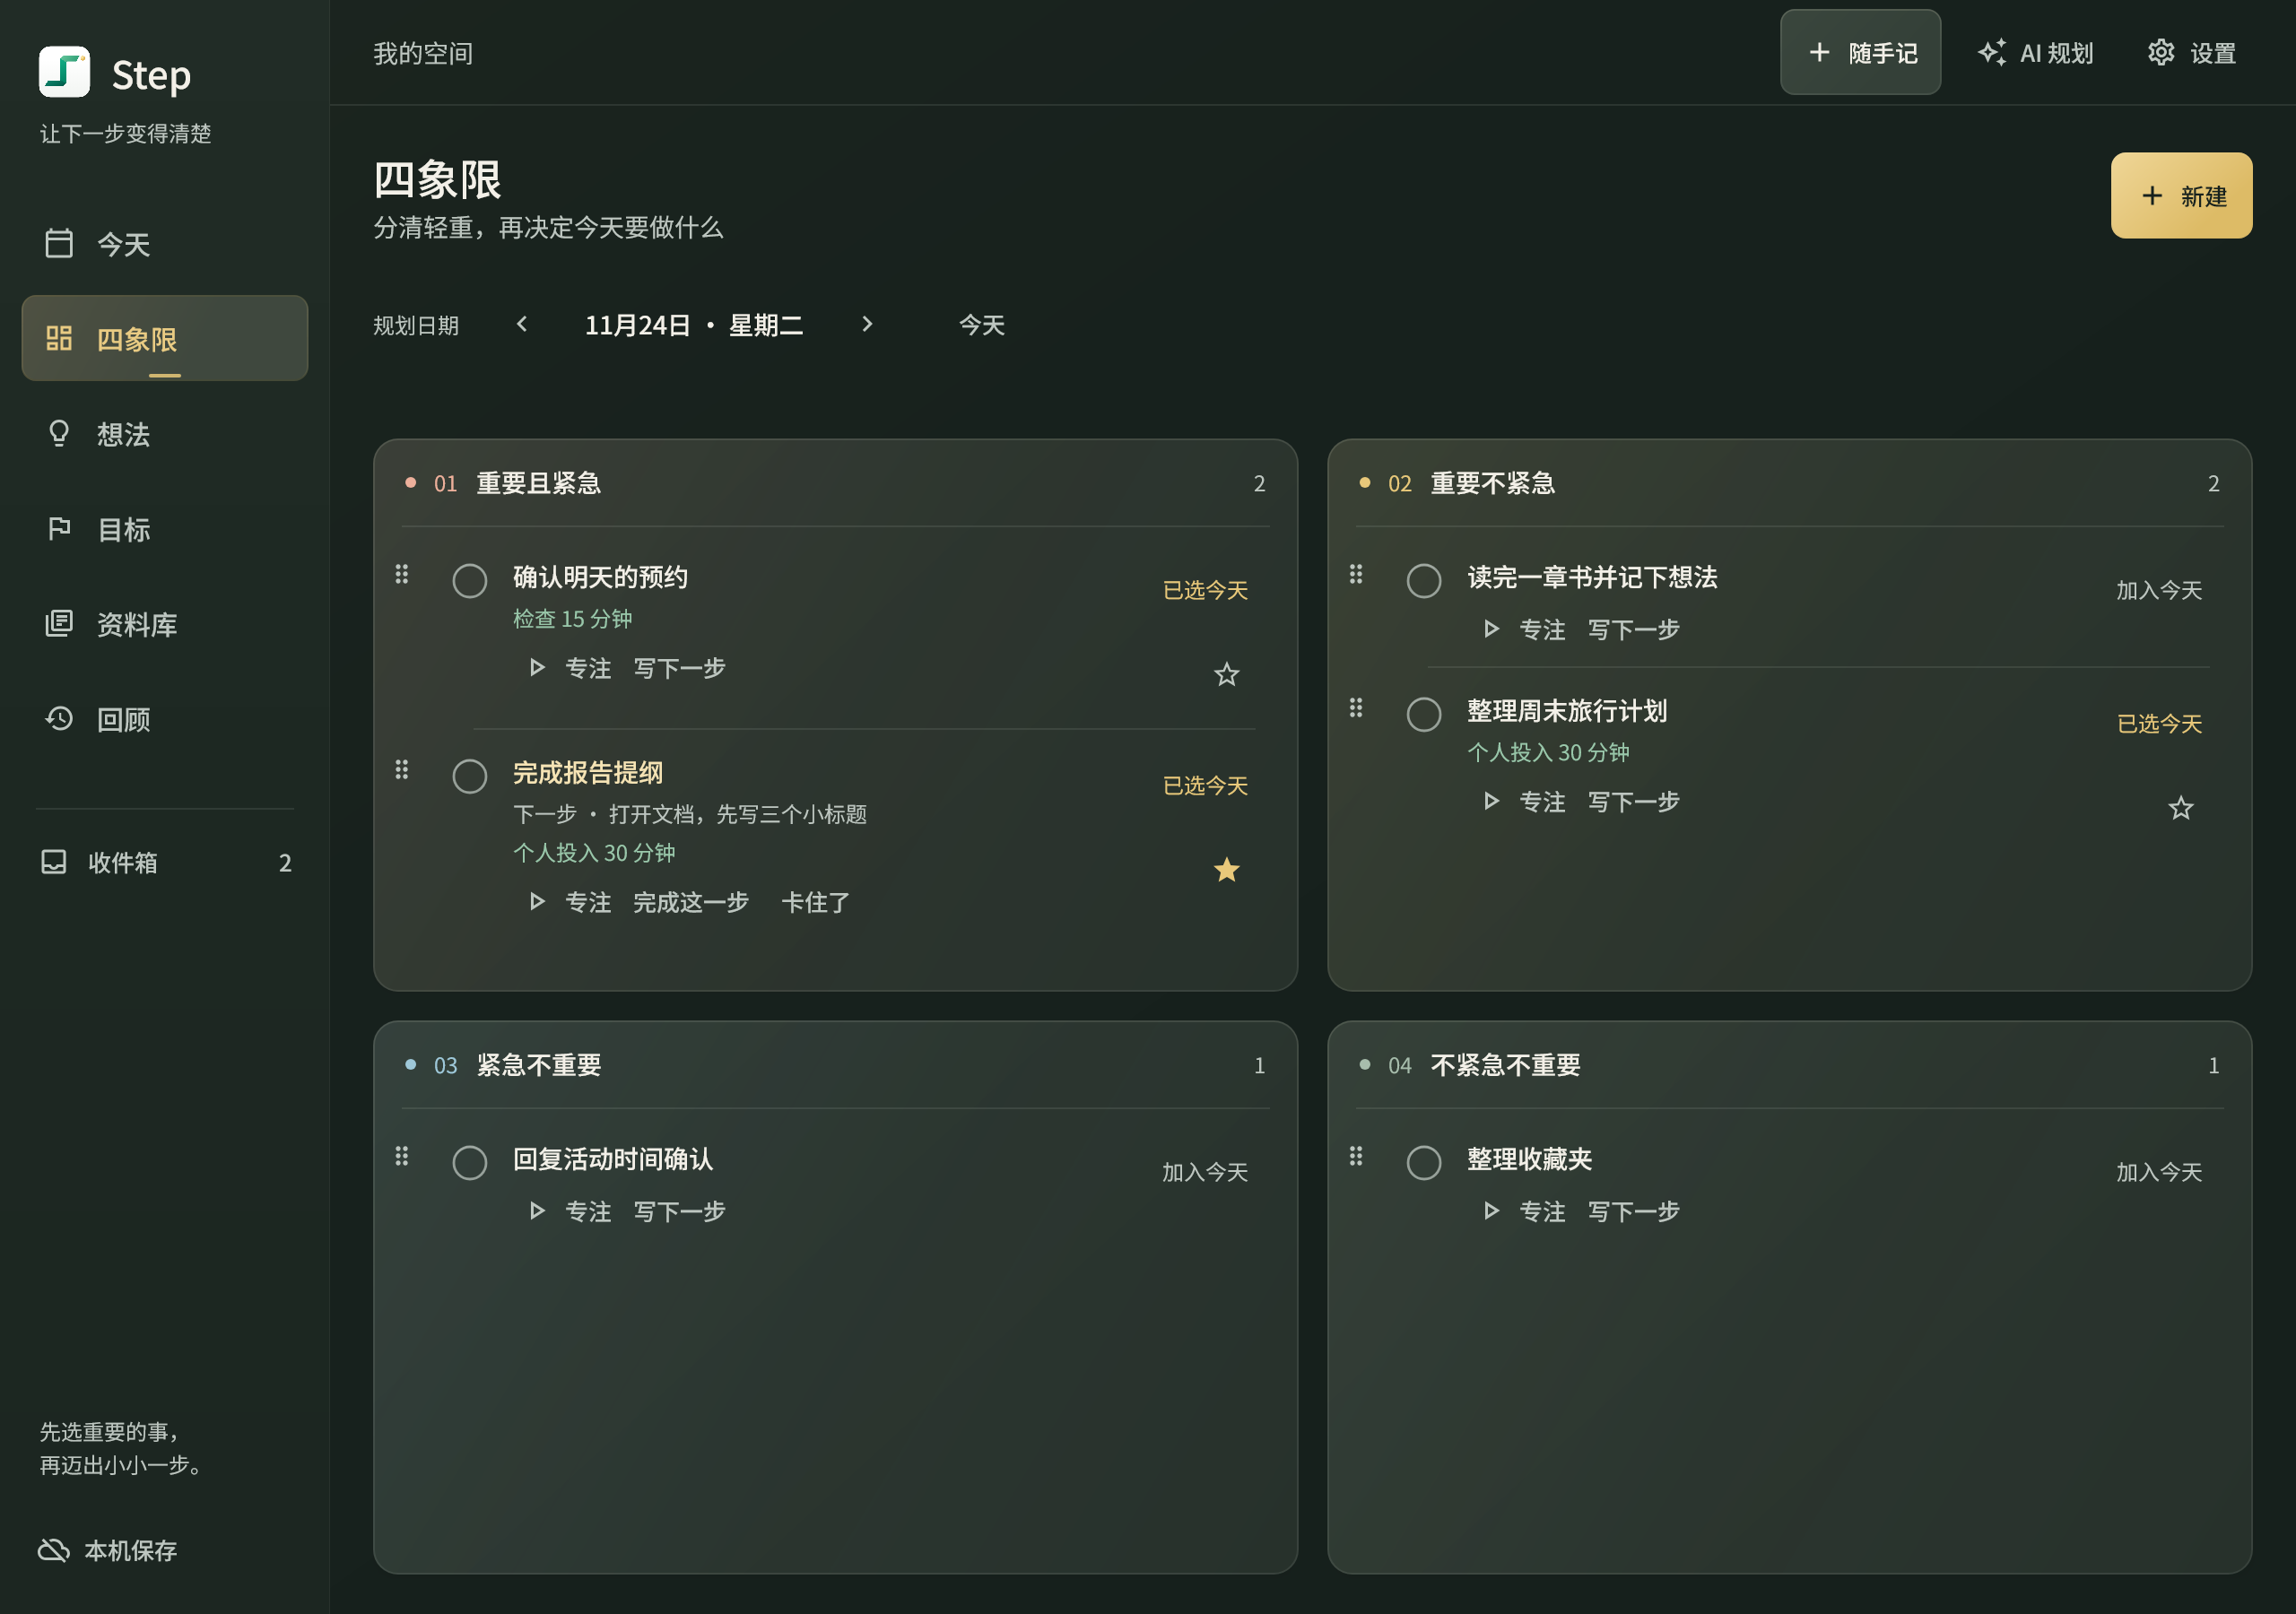 Step
让下一步变得清楚
今天
四象限
想法
目标
资料库
回顾
收件箱 2
先选重要的事，
再迈出小小一步。
本机保存
我的空间
随手记
AI 规划
设置
四象限
分清轻重，再决定今天要做什么
新建
规划日期 11月24日 · 星期二 今天
01 重要且紧急 2
确认明天的预约
已选今天
检查 15 分钟
专注 写下一步
完成报告提纲
已选今天
下一步 · 打开文档，先写三个小标题
个人投入 30 分钟
专注 完成这一步 卡住了
02 重要不紧急 2
读完一章书并记下想法
加入今天
专注 写下一步
整理周末旅行计划
已选今天
个人投入 30 分钟
专注 写下一步
03 紧急不重要 1
回复活动时间确认
加入今天
专注 写下一步
04 不紧急不重要 1
整理收藏夹
加入今天
专注 写下一步